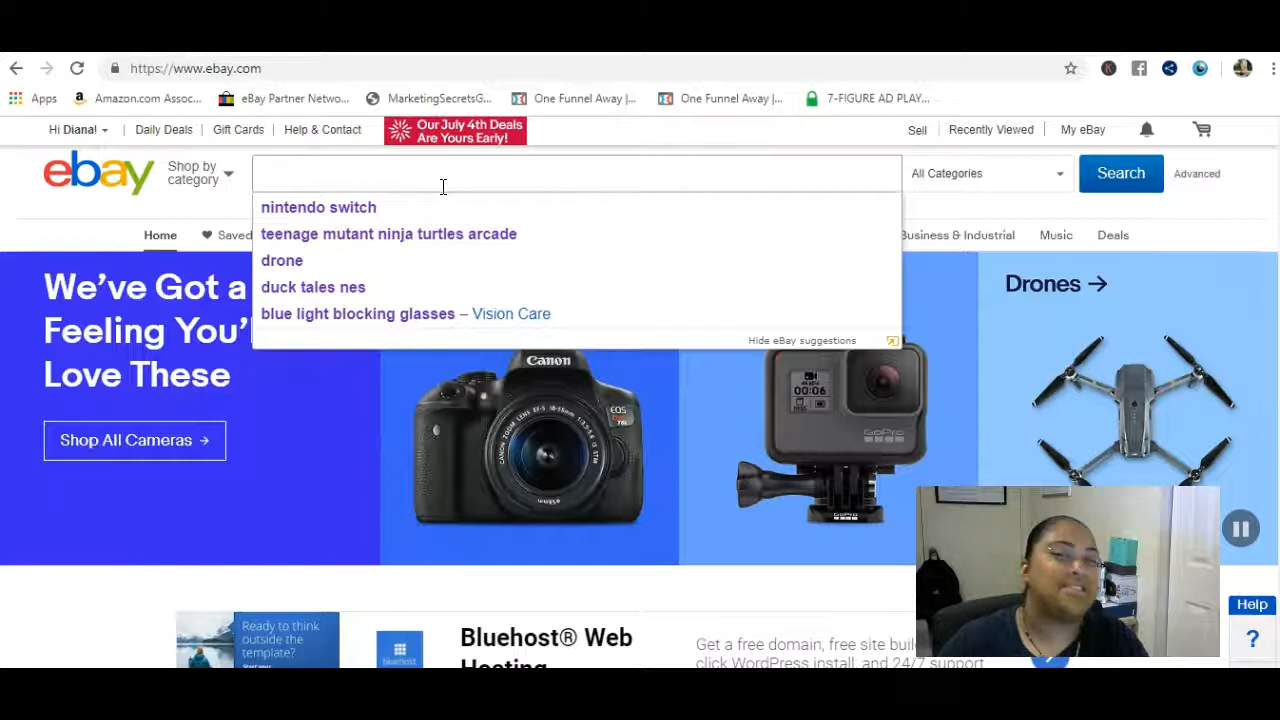 https://www.ebay.com
Apps
Amazon.com Assoc...
eBay Partner Netwo...
MarketingSecretsG...
One Funnel Away |...
One Funnel Away |...
7-FIGURE AD PLAY...
Hi Diana!
Daily Deals
Gift Cards
Help & Contact
Our July 4th Deals
Are Yours Early!
Sell
Recently Viewed
My eBay
ebay
Shop by
category
All Categories
Search
Advanced
nintendo switch
teenage mutant ninja turtles arcade
drone
duck tales nes
blue light blocking glasses – Vision Care
Hide eBay suggestions
Home
Saved
Business & Industrial
Music
Deals
We've Got a
Feeling You'l
Love These
Shop All Cameras →
Drones →
Canon
EOS
GoPro
00:06
Help
?
Ready to think
outside the
template?
bluehost
Bluehost® Web
Hosting
Get a free domain, free site buil
click WordPress install, and 24/7 support